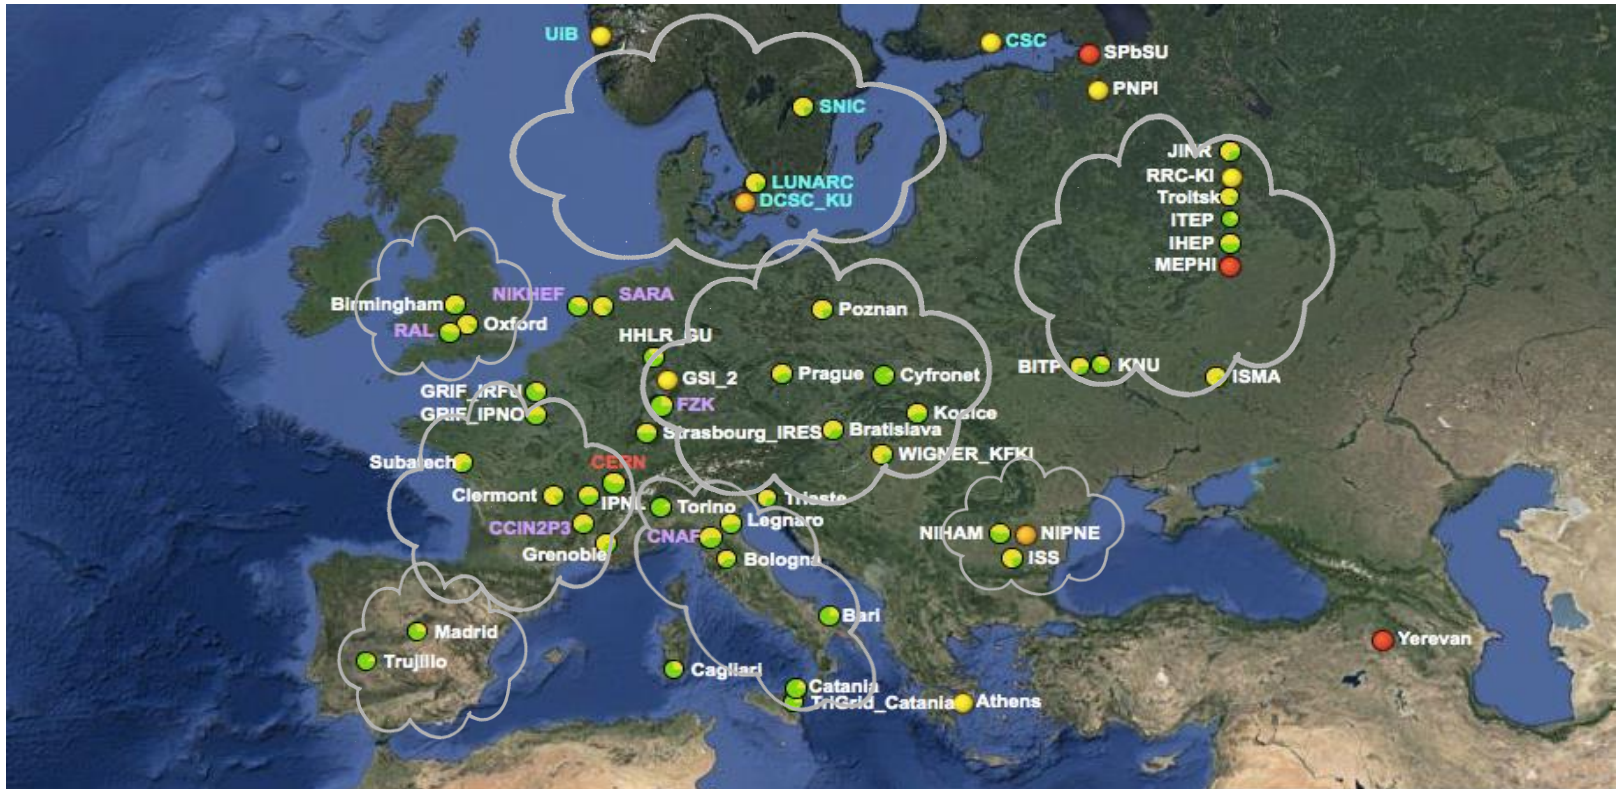 UiB
CSC
SPbSU
PNPI
SNIC
JINR
RRC-KI
Troitsk
ITEP
IHEP
MEPHI
LUNARC
DCSC_KU
NIKHEF
SARA
Birmingham
Oxford
RAL
Poznan
HHLR_GU
GSI_2
Prague
Cyfronet
BITP
KNU
ISMA
GRIF_IRFU
FZK
GRIF_IPNO
Kosice
Strasbourg_IRES
Bratislava
WIGNER_KFKI
Subatech
CERN
Clermont
IPNL
Torino
Trieste
CCIN2P3
CNAF
Legnaro
Grenoble
Bologna
NIHAM
NIPNE
ISS
Bari
Madrid
Yerevan
Trujillo
Cagliari
Catania
TriGrid_Catania
Athens